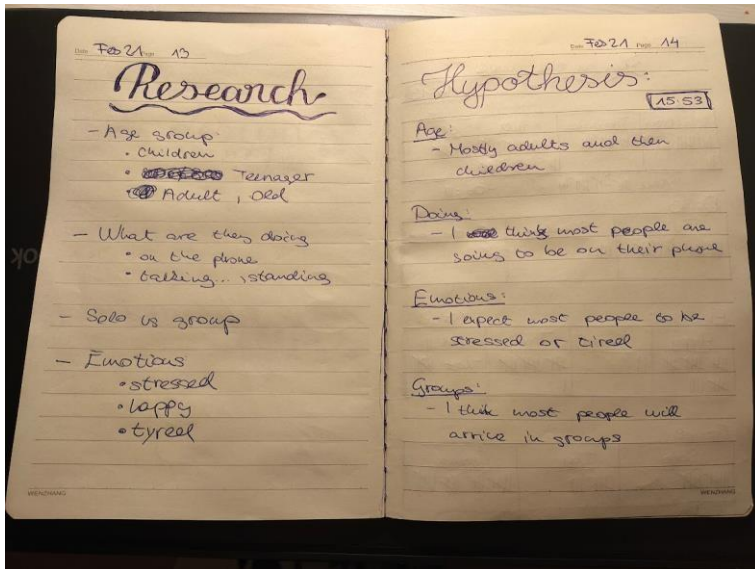 Date Feb 21 Page 13
Research
- Age group:
• Children
• Teenager
• Adult, Old
- What are they doing
• on the phone
• talking... , standing
- Solo vs group
- Emotions
• stressed
• happy
• tyred
WENZHANG
Date Feb 21 Page 14
Hypothesis:
15:53
Age:
- Mostly adults and then
children
Doing:
- I think most people are
going to be on their phone
Emotions:
- I expect most people to be
stressed or tired
Groups:
- I think most people will
arrive in groups
WENZHANG